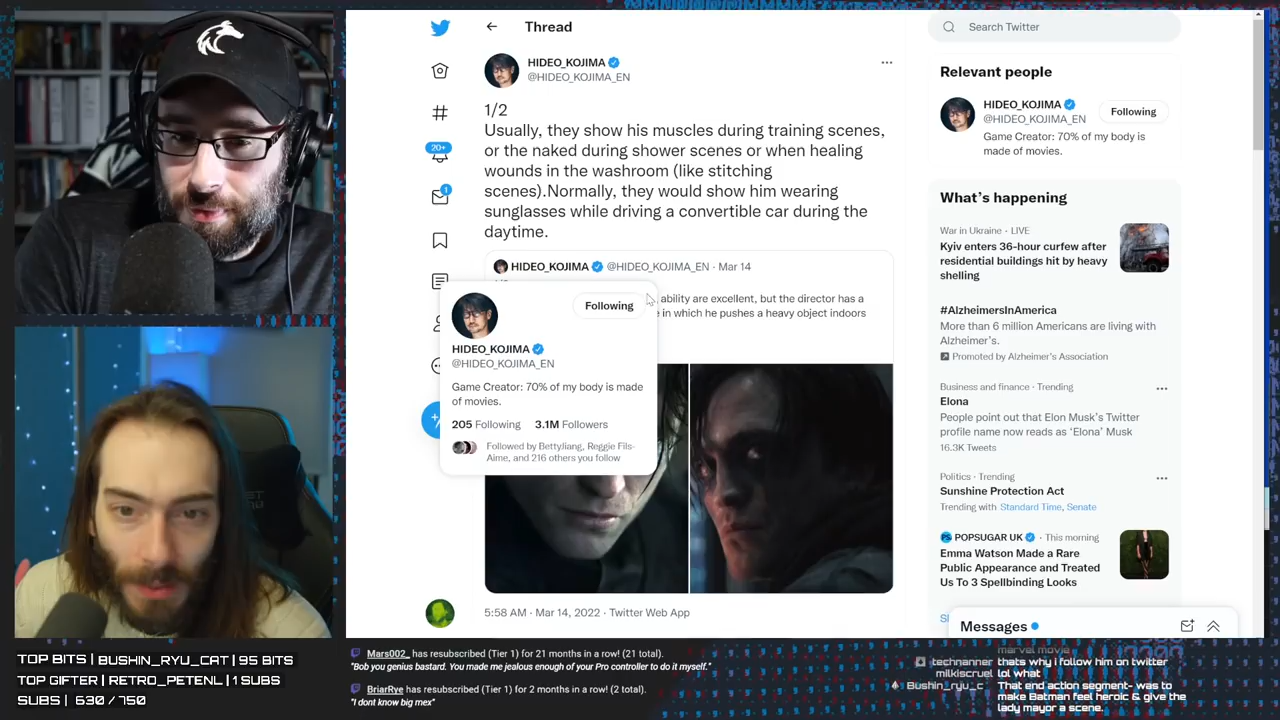 Thread
Search Twitter
HIDEO_KOJIMA
@HIDEO_KOJIMA_EN
1/2
Usually, they show his muscles during training scenes,
or the naked during shower scenes or when healing
wounds in the washroom (like stitching
scenes).Normally, they would show him wearing
sunglasses while driving a convertible car during the
daytime.
HIDEO_KOJIMA @HIDEO_KOJIMA_EN · Mar 14
ability are excellent, but the director has a
e in which he pushes a heavy object indoors
20+
1
Following
HIDEO_KOJIMA
@HIDEO_KOJIMA_EN
Game Creator: 70% of my body is made
of movies.
205 Following 3.1M Followers
Followed by BettyJiang, Reggie Fils-
Aime, and 216 others you follow
5:58 AM · Mar 14, 2022 · Twitter Web App
Relevant people
HIDEO_KOJIMA
@HIDEO_KOJIMA_EN
Following
Game Creator: 70% of my body is
made of movies.
What's happening
War in Ukraine · LIVE
Kyiv enters 36-hour curfew after
residential buildings hit by heavy
shelling
#AlzheimersInAmerica
More than 6 million Americans are living with
Alzheimer's.
Promoted by Alzheimer's Association
Business and finance · Trending
Elona
People point out that Elon Musk's Twitter
profile name now reads as 'Elona' Musk
16.3K Tweets
Politics · Trending
Sunshine Protection Act
Trending with Standard Time, Senate
POPSUGAR UK · This morning
Emma Watson Made a Rare
Public Appearance and Treated
Us To 3 Spellbinding Looks
Messages
TOP BITS | BUSHIN_RYU_CAT | 95 BITS
TOP GIFTER | RETRO_PETENL | 1 SUBS
SUBS | 630 / 750
Mars002_ has resubscribed (Tier 1) for 21 months in a row! (21 total).
"Bob you genius bastard. You made me jealous enough of your Pro controller to do it myself."
BriarRye has resubscribed (Tier 1) for 2 months in a row! (2 total).
"I dont know big mex"
marvel movie
technanner thats why i follow him on twitter
milkiscruel lol what
Bushin_ryu_c That end action segment- was to
make Batman feel heroic & give the
lady mayor a scene.